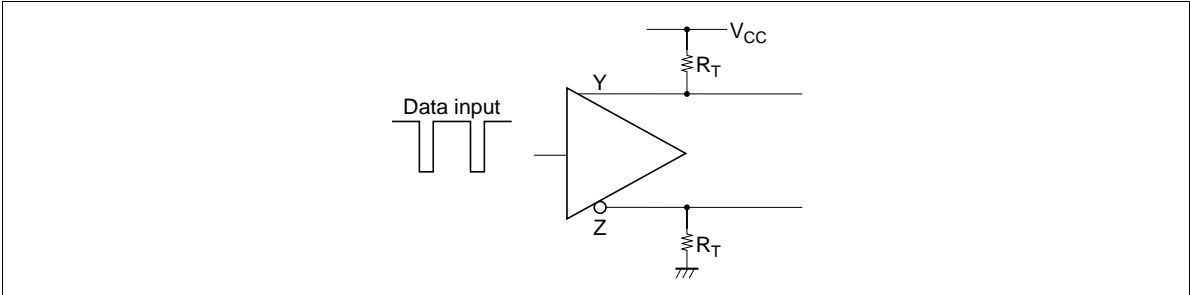 V_CC
R_T
Y
Data input
Z
R_T